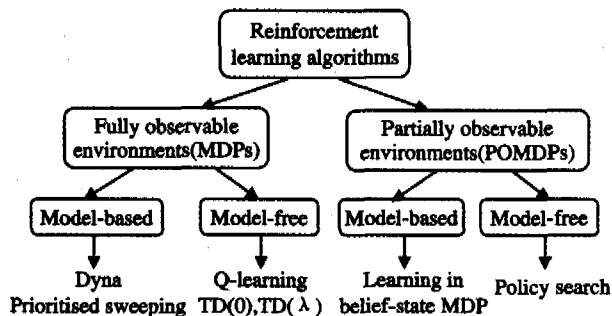 Reinforcement
learning algorithms
Fully observable
environments(MDPs)
Partially observable
environments(POMDPs)
Model-based
Model-free
Model-based
Model-free
Dyna
Prioritised sweeping
Q-learning
TD(0),TD(λ)
Learning in
belief-state MDP
Policy search